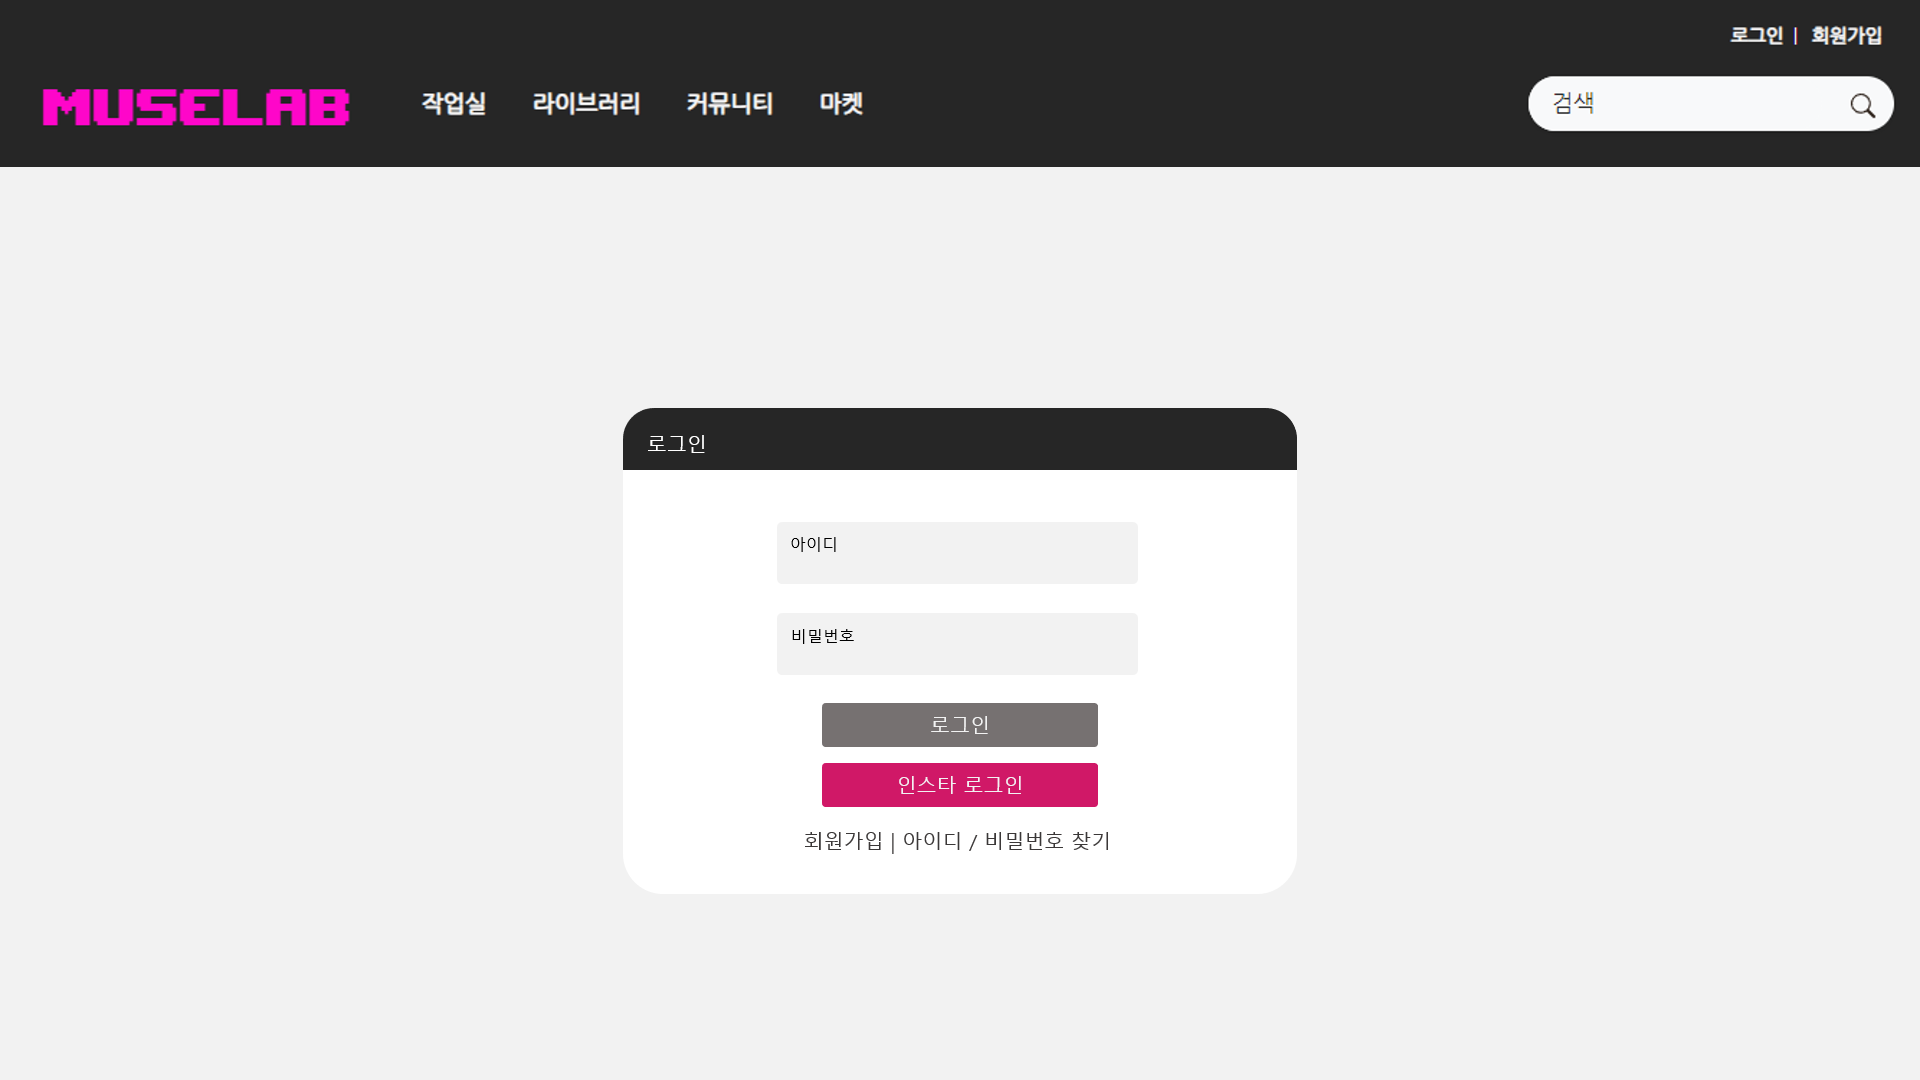 로그인 | 회원가입
MUSELAB 작업실 라이브러리 커뮤니티 마켓 검색
로그인
아이디
비밀번호
로그인
인스타 로그인
회원가입 | 아이디 / 비밀번호 찾기